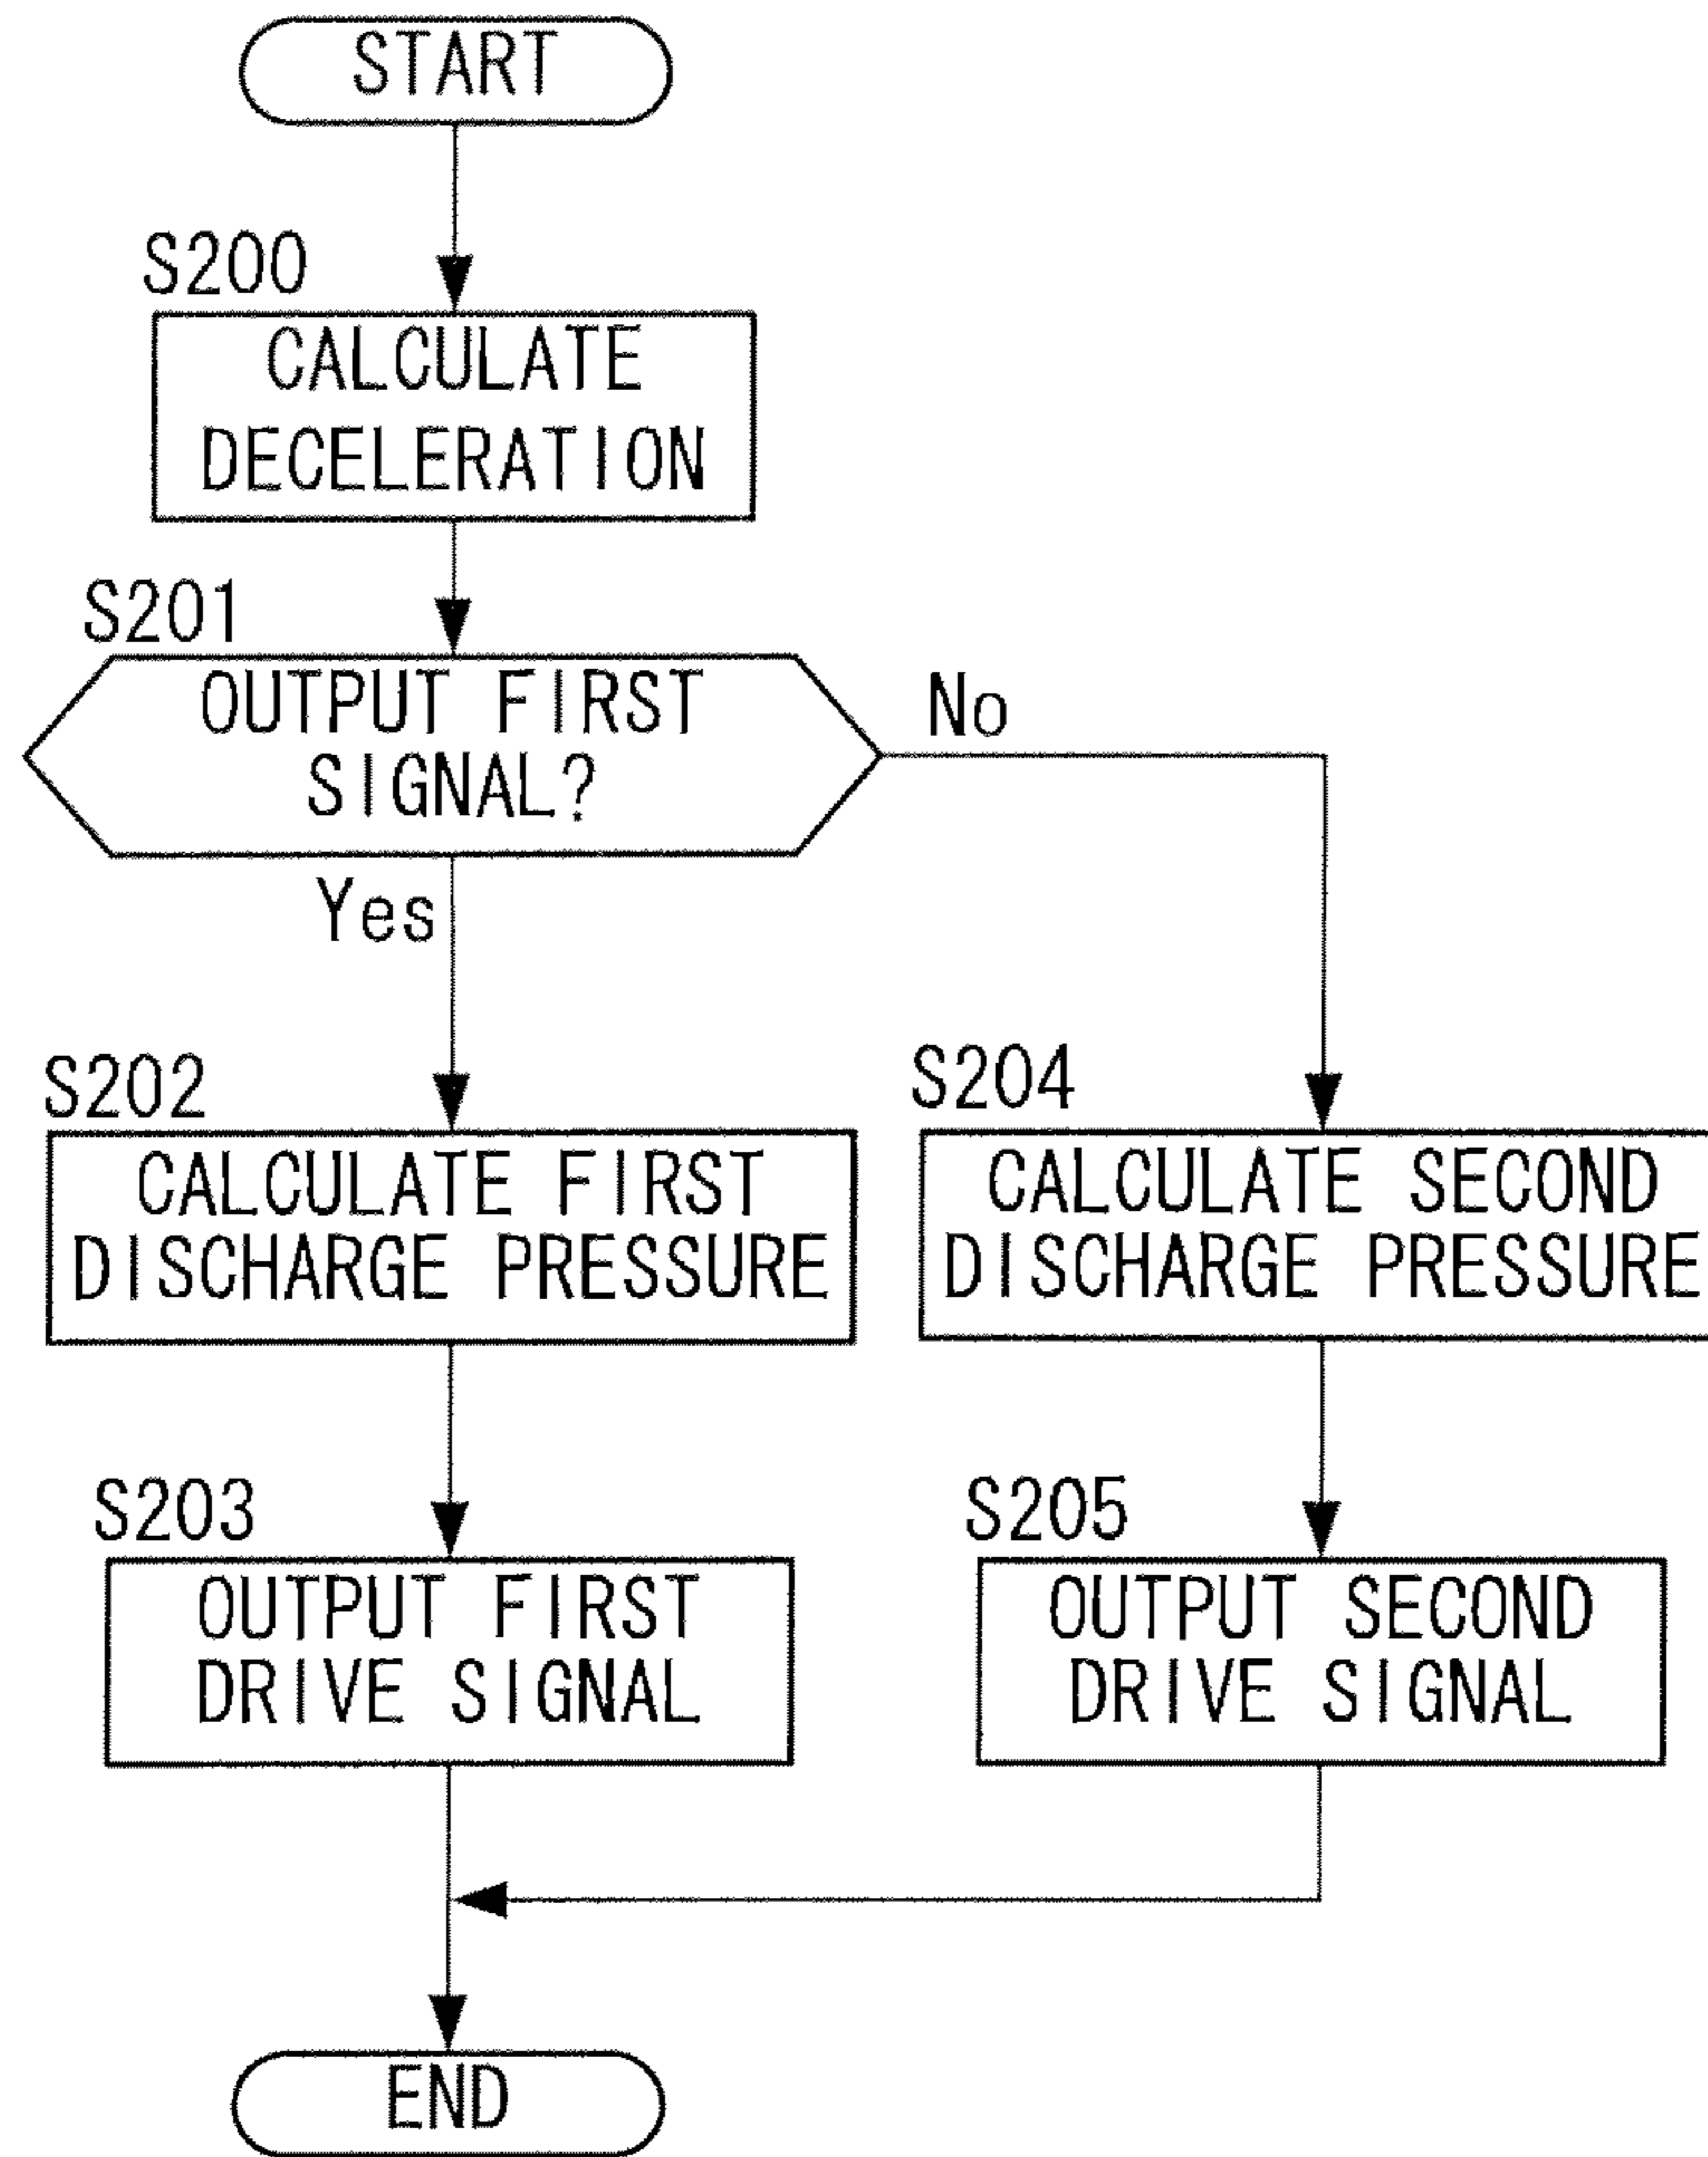 START
S200
CALCULATE
DECELERATION
S201
OUTPUT FIRST
SIGNAL?
No
Yes
S202
CALCULATE FIRST
DISCHARGE PRESSURE
S204
CALCULATE SECOND
DISCHARGE PRESSURE
S203
OUTPUT FIRST
DRIVE SIGNAL
S205
OUTPUT SECOND
DRIVE SIGNAL
END